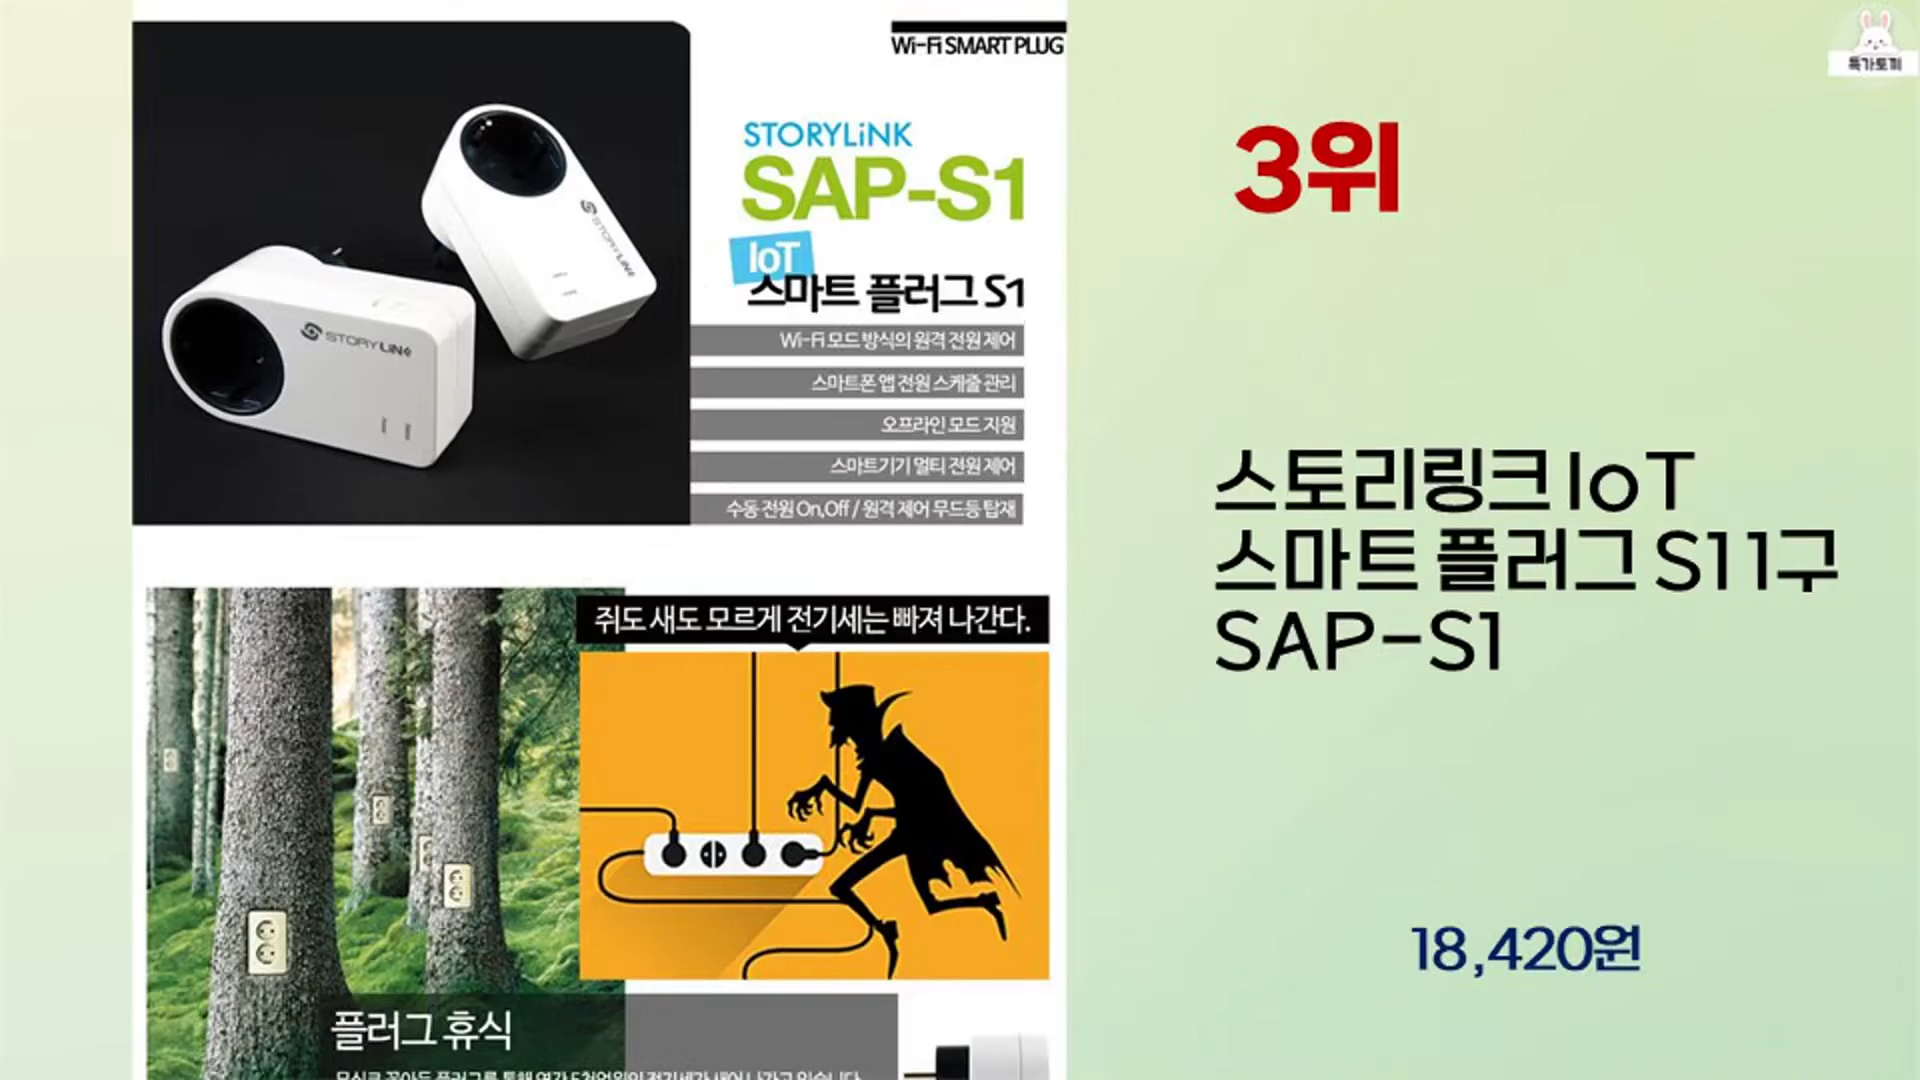 Wi-Fi SMART PLUG
STORYLiNK
SAP-S1
IoT
스마트 플러그 S1
Wi-Fi 모드 방식의 원격 전원 제어
스마트폰 앱 전원 스케줄 관리
오프라인 모드 지원
스마트기기 멀티 전원 제어
수동 전원 On,Off / 원격 제어 무드등 탑재
STORYLiNK
STORYLiNK
쥐도 새도 모르게 전기세는 빠져 나간다.
플러그 휴식
특가토끼
3위
스토리링크 IoT
스마트 플러그 S1 1구
SAP-S1
18,420원